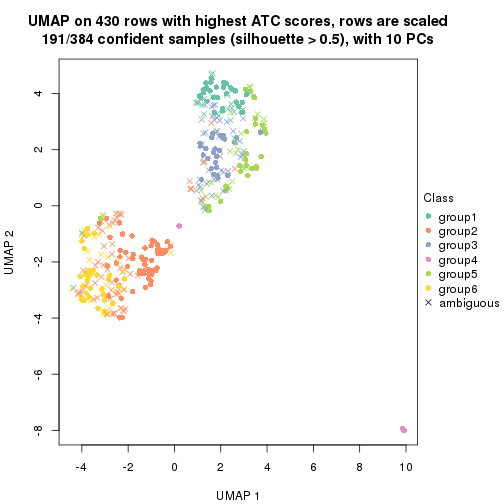 UMAP on 430 rows with highest ATC scores, rows are scaled
191/384 confident samples (silhouette > 0.5), with 10 PCs
4
2
0
-2
-4
-6
-8
UMAP 2
-4
-2
0
2
4
6
8
10
UMAP 1
Class
group1
group2
group3
group4
group5
group6
ambiguous